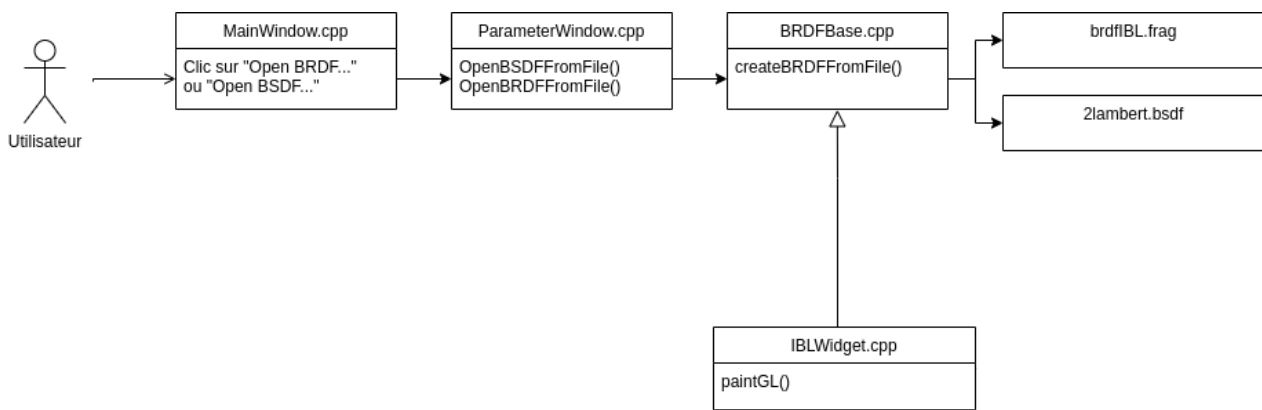 Utilisateur
MainWindow.cpp
Clic sur "Open BRDF..."
ou "Open BSDF..."
ParameterWindow.cpp
OpenBSDFFromFile()
OpenBRDFFromFile()
BRDFBase.cpp
createBRDFFromFile()
brdfIBL.frag
2lambert.bsdf
IBLWidget.cpp
paintGL()